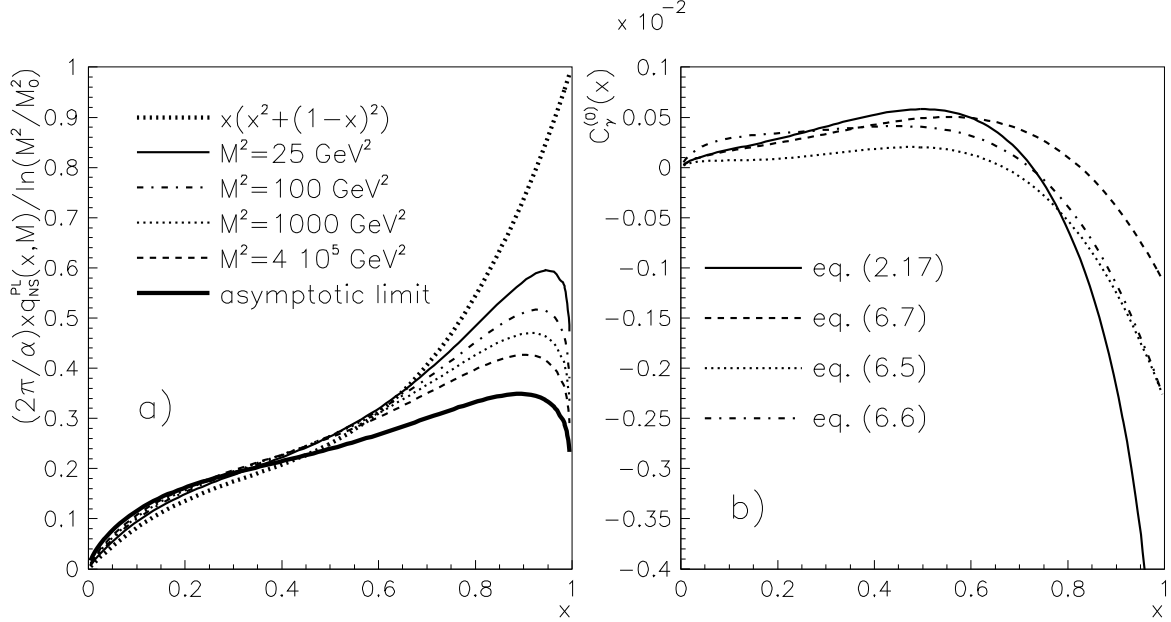 (2π/α)xq_NS^PL(x,M)/ln(M²/M₀²)
1
0.9
0.8
0.7
0.6
0.5
0.4
0.3
0.2
0.1
0
x(x²+(1−x)²)
M²=25 GeV²
M²=100 GeV²
M²=1000 GeV²
M²=4 10⁵ GeV²
asymptotic limit
a)
0 0.2 0.4 0.6 0.8 1
x
x 10⁻²
C_γ^(0)(x)
0.1
0.05
0
−0.05
−0.1
−0.15
−0.2
−0.25
−0.3
−0.35
−0.4
eq. (2.17)
eq. (6.7)
eq. (6.5)
eq. (6.6)
b)
0 0.2 0.4 0.6 0.8 1
x